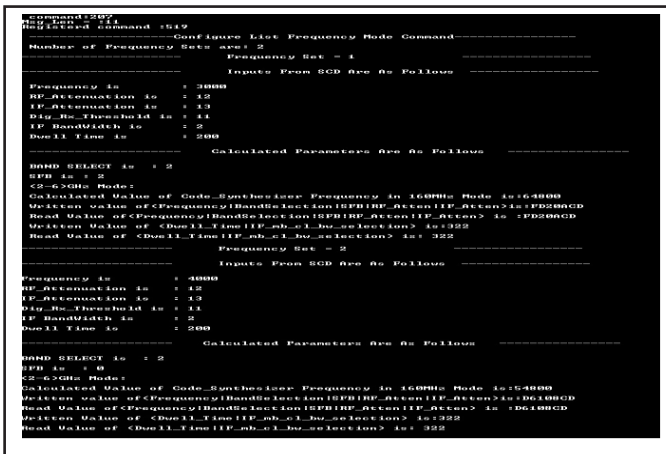 command:207
Msg_Len = :11
Registerd command :519
--------------------Configure List Frequency Mode Command-----------------
Number of Frequency Sets are: 2
---------------------- Frequency Set - 1 ------------------
---------------------- Inputs From SCD Are As Follows ------------------
Frequency is : 3000
RF_Attenuation is : 12
IF_Attenuation is : 13
Dig_Rx_Threshold is : 11
IF BandWidth is : 2
Dwell Time is : 200
--------------------- Calculated Parameters Are As Follows -----------------
BAND SELECT is : 2
SFB is : 2
<2-6>GHz Mode:
Calculated Value of Code_Synthesizer Frequency in 160MHz Mode is:64800
Written value of<Frequency|BandSelection|SFB|RF_Atten|IF_Atten>is:FD20ACD
Read Value of<Frequency|BandSelection|SFB|RF_Atten|IF_Atten> is :FD20ACD
Written Value of <Dwell_Time|IF_mb_cl_bw_selection> is:322
Read Value of <Dwell_Time|IF_mb_cl_bw_selection> is: 322
--------------------- Frequency Set - 2 ------------------
--------------------- Inputs From SCD Are As Follows ------------------
Frequency is : 4000
RF_Attenuation is : 12
IF_Attenuation is : 13
Dig_Rx_Threshold is : 11
IF BandWidth is : 2
Dwell Time is : 200
--------------------- Calculated Parameters Are As Follows -----------------
BAND SELECT is : 2
SFB is : 0
<2-6>GHz Mode:
Calculated Value of Code_Synthesizer Frequency in 160MHz Mode is:54800
Written value of<Frequency|BandSelection|SFB|RF_Atten|IF_Atten>is:D6108CD
Read Value of<Frequency|BandSelection|SFB|RF_Atten|IF_Atten> is :D6108CD
Written Value of <Dwell_Time|IF_mb_cl_bw_selection> is:322
Read Value of <Dwell_Time|IF_mb_cl_bw_selection> is: 322